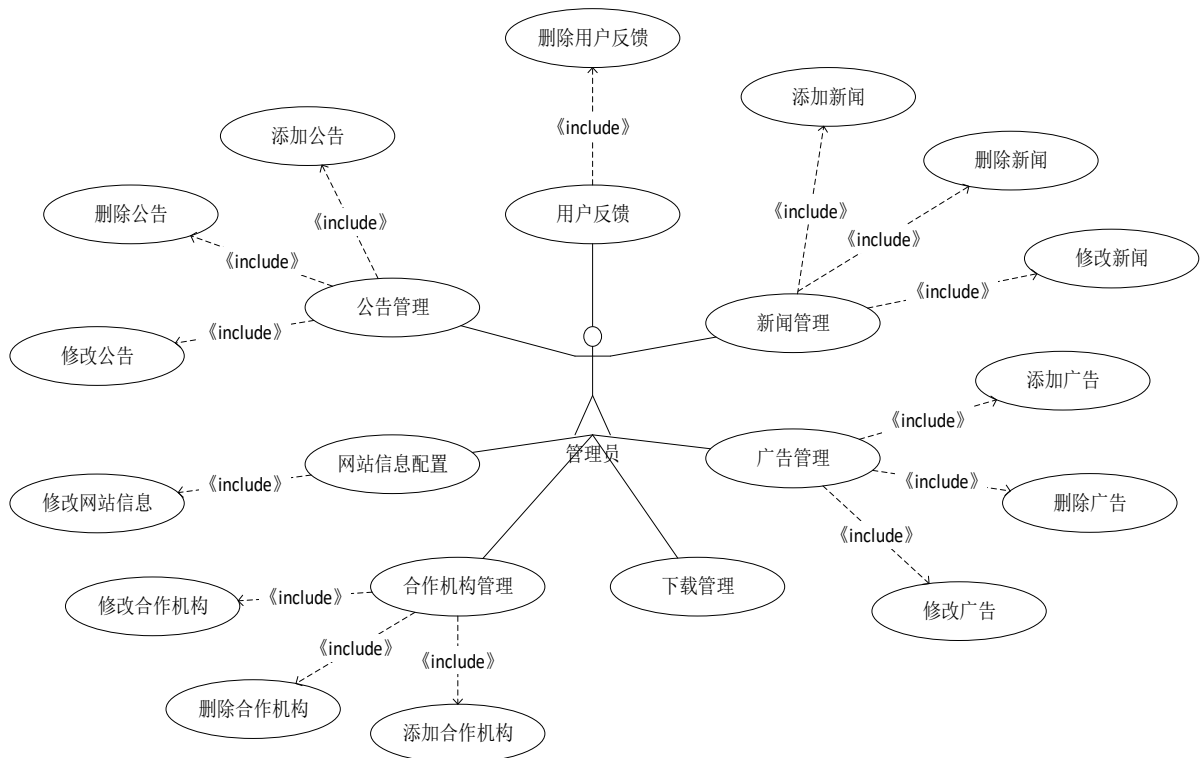 删除用户反馈
添加新闻
《include》
添加公告
删除新闻
删除公告
用户反馈
《include》
《include》
《include》
《include》
修改新闻
公告管理
《include》
新闻管理
《include》
修改公告
添加广告
《include》
管理员
网站信息配置
广告管理
《include》
修改网站信息
《include》
删除广告
《include》
合作机构管理
下载管理
《include》
修改合作机构
修改广告
《include》
《include》
删除合作机构
添加合作机构